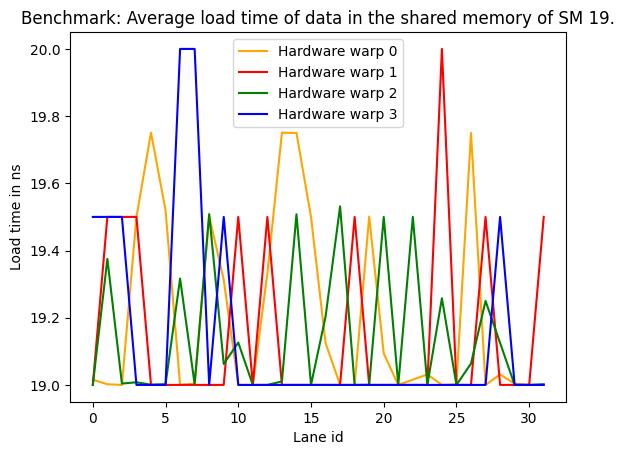 Benchmark: Average load time of data in the shared memory of SM 19.
20.0
19.8
19.6
19.4
19.2
19.0
Load time in ns
Hardware warp 0
Hardware warp 1
Hardware warp 2
Hardware warp 3
0 5 10 15 20 25 30
Lane id